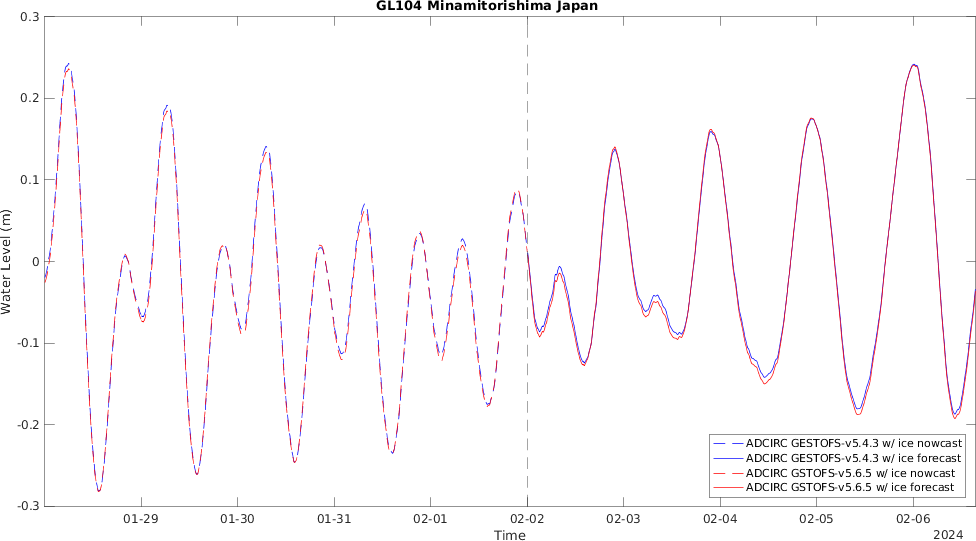 GL104 Minamitorishima Japan
0.3
0.2
0.1
0
-0.1
-0.2
-0.3
Water Level (m)
ADCIRC GESTOFS-v5.4.3 w/ ice nowcast
ADCIRC GESTOFS-v5.4.3 w/ ice forecast
ADCIRC GSTOFS-v5.6.5 w/ ice nowcast
ADCIRC GSTOFS-v5.6.5 w/ ice forecast
01-29 01-30 01-31 02-01 02-02 02-03 02-04 02-05 02-06
Time
2024